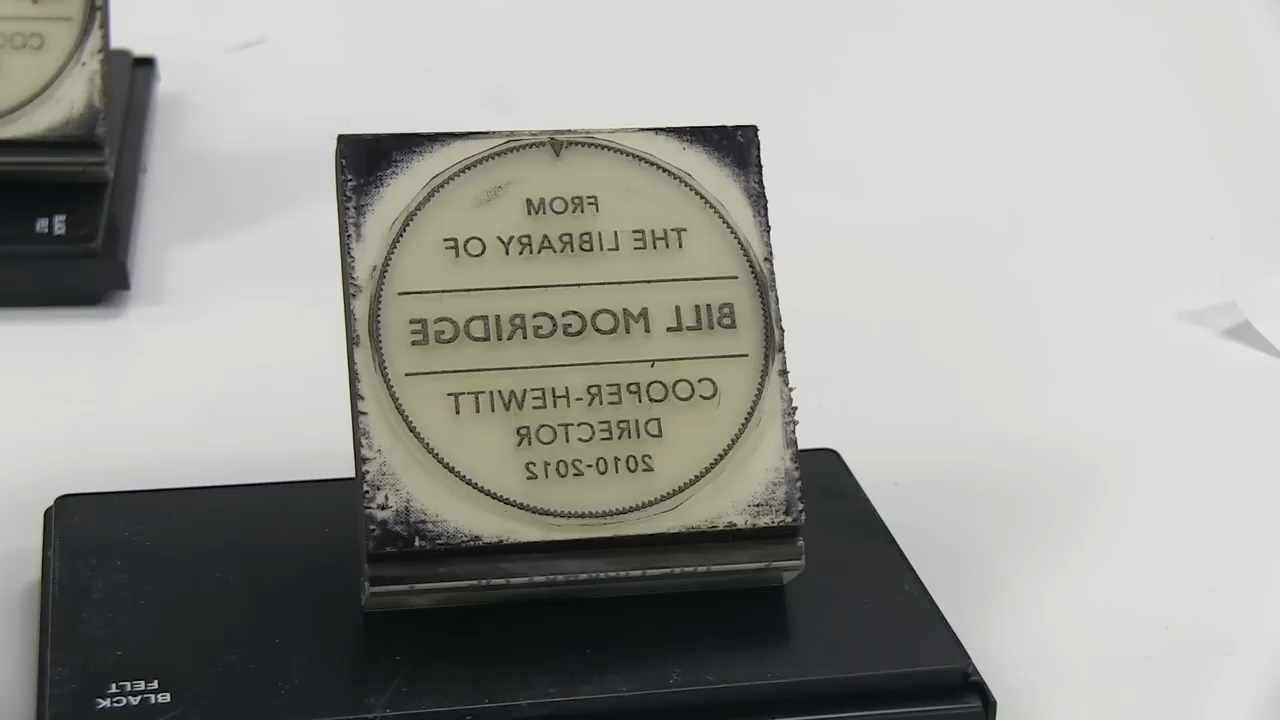 FROM
THE LIBRARY OF
BILL MOGGRIDGE
COOPER-HEWITT
DIRECTOR
2010-2012
BLACK
FELT